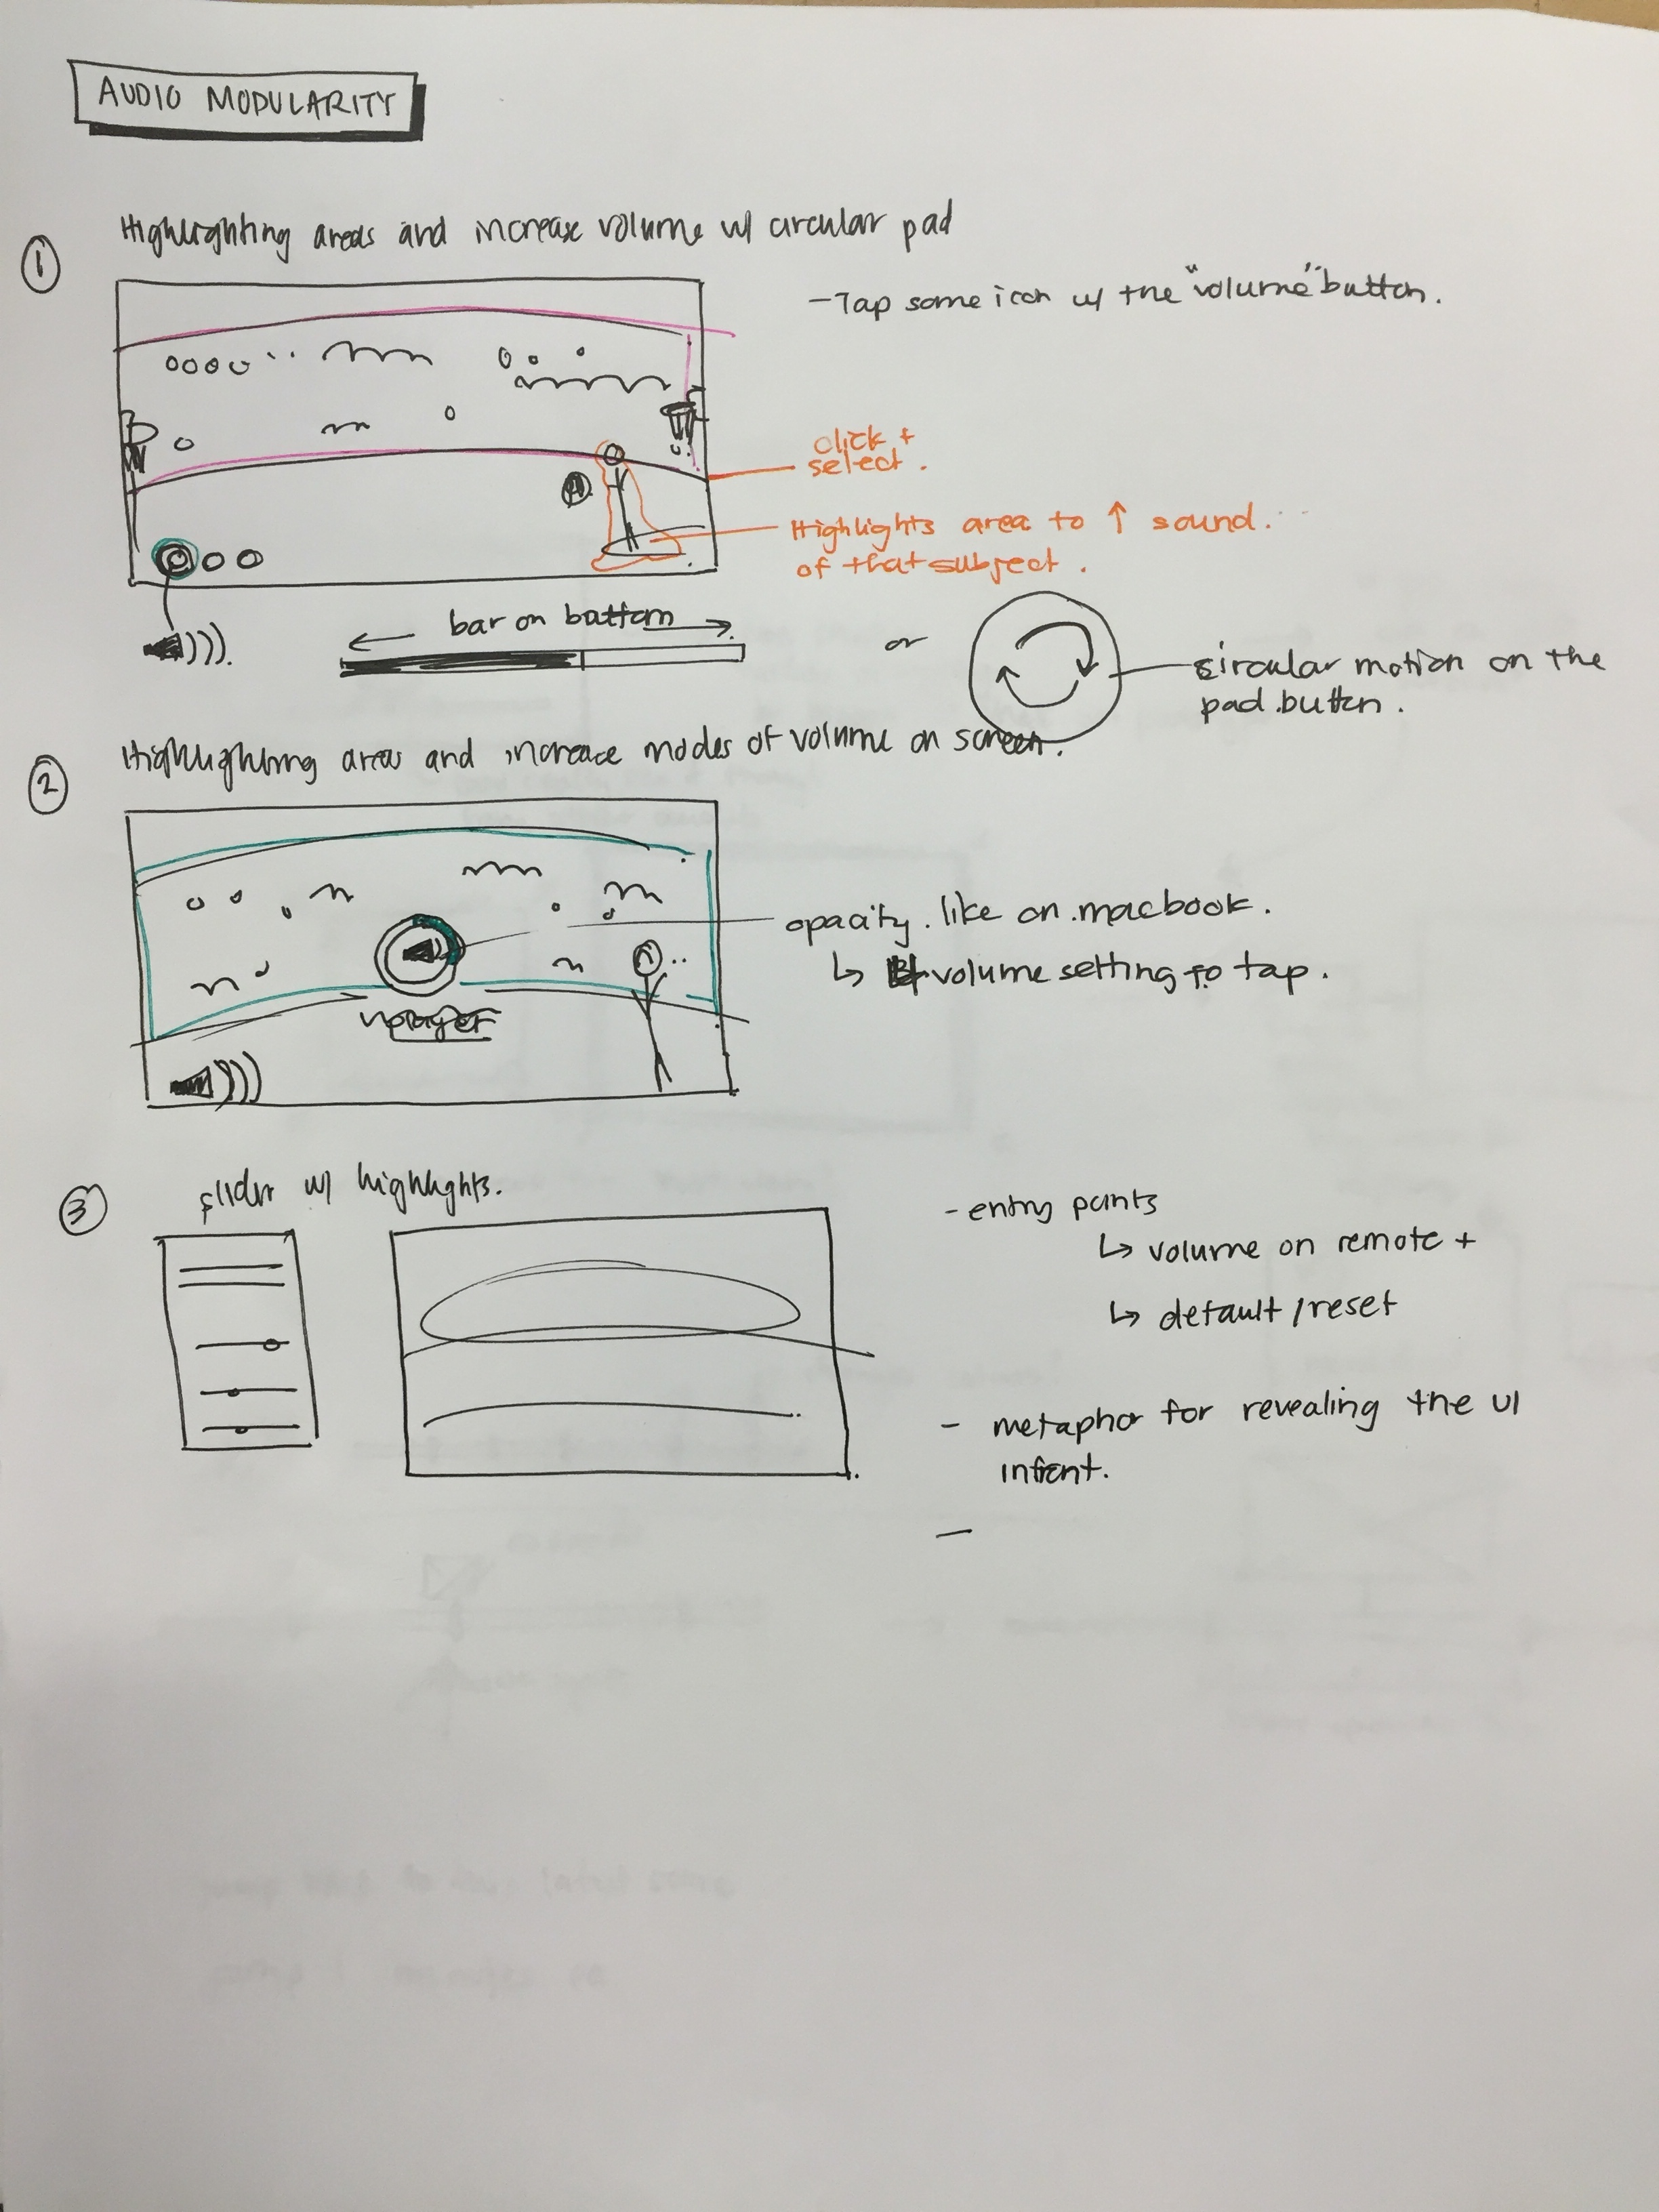 AUDIO MODULARITY
① Highlighting areas and increase volume w/ circular pad
- Tap some icon w/ the "volume" button.
click +
select.
Highlights area to ↑ sound.
of that subject.
bar on bottom
or
circular motion on the
pad button.
② Highlighting areas and increase modes of volume on screen.
opacity. like on macbook.
↳ volume setting to tap.
③ slider w/ highlights.
- entry points
↳ volume on remote +
↳ default/reset
- metaphor for revealing the UI
infront.
-